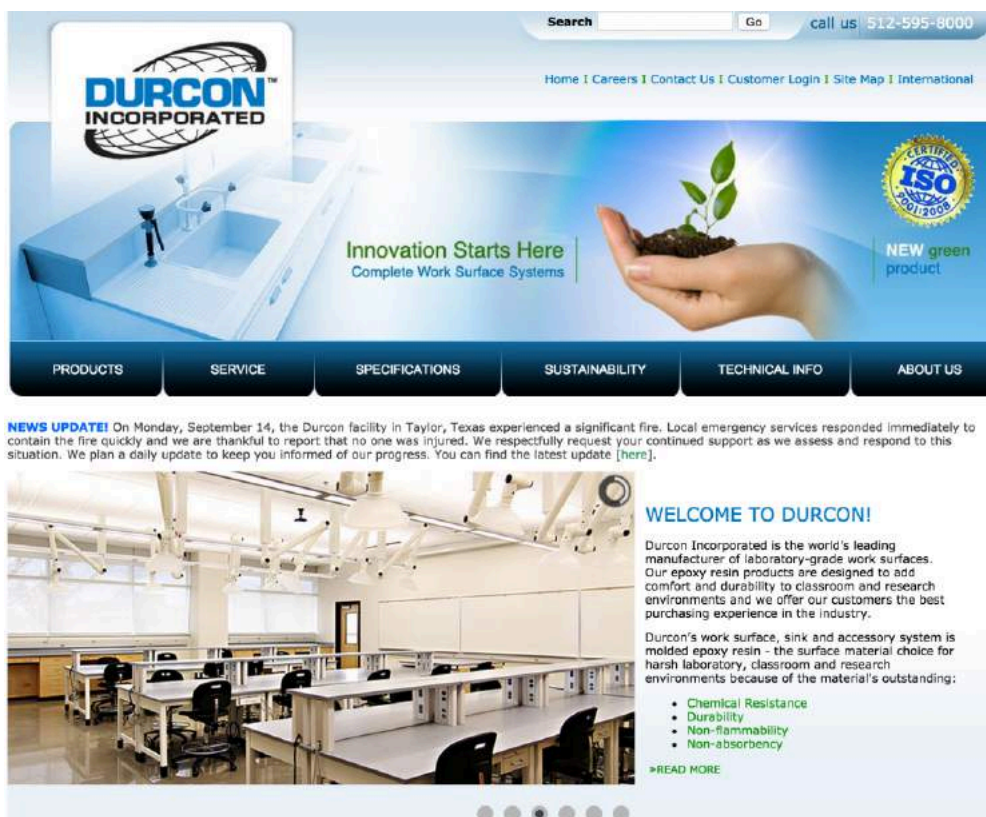 Search Go call us 512-595-8000
DURCON™
INCORPORATED
Home I Careers I Contact Us I Customer Login I Site Map I International
CERTIFIED
ISO
9001:2008
Innovation Starts Here
Complete Work Surface Systems
NEW green
product
PRODUCTS SERVICE SPECIFICATIONS SUSTAINABILITY TECHNICAL INFO ABOUT US
NEWS UPDATE! On Monday, September 14, the Durcon facility in Taylor, Texas experienced a significant fire. Local emergency services responded immediately to
contain the fire quickly and we are thankful to report that no one was injured. We respectfully request your continued support as we assess and respond to this
situation. We plan a daily update to keep you informed of our progress. You can find the latest update [here].
WELCOME TO DURCON!
Durcon Incorporated is the world's leading
manufacturer of laboratory-grade work surfaces.
Our epoxy resin products are designed to add
comfort and durability to classroom and research
environments and we offer our customers the best
purchasing experience in the industry.
Durcon's work surface, sink and accessory system is
molded epoxy resin - the surface material choice for
harsh laboratory, classroom and research
environments because of the material's outstanding:
• Chemical Resistance
• Durability
• Non-flammability
• Non-absorbency
»READ MORE